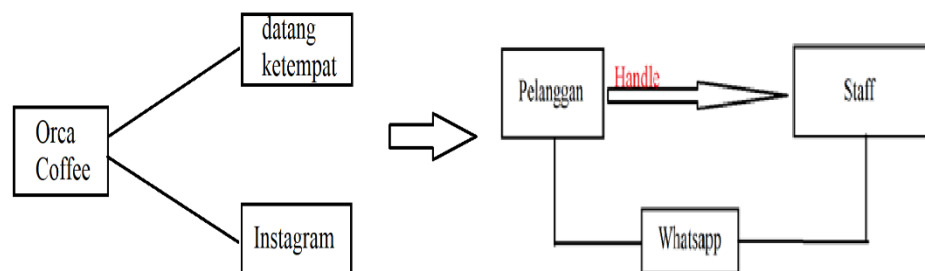 datang
ketempat
Orca
Coffee
Instagram
Pelanggan
Handle
Staff
Whatsapp